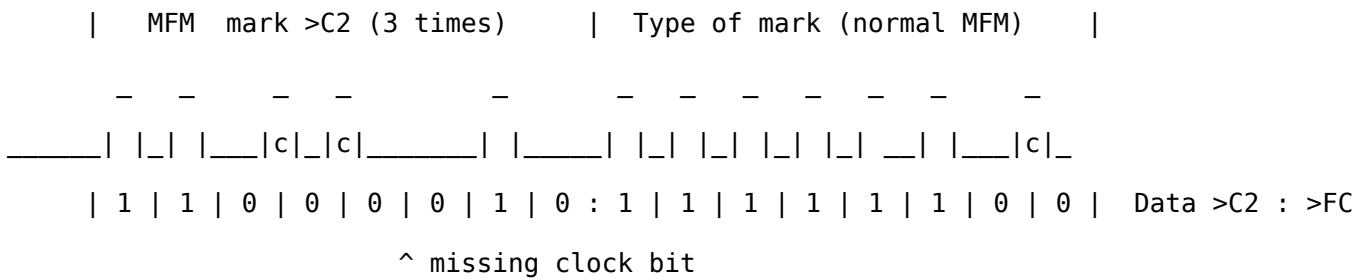 |   MFM  mark >C2 (3 times)     |  Type of mark (normal MFM)    |
_   _     _   _         _       _   _   _   _   _   _     _
______| |_| |___|c|_|c|_______| |_____| |_| |_| |_| |_| __| |___|c|_
| 1 | 1 | 0 | 0 | 0 | 0 | 1 | 0 : 1 | 1 | 1 | 1 | 1 | 1 | 0 | 0 |  Data >C2 : >FC
^ missing clock bit